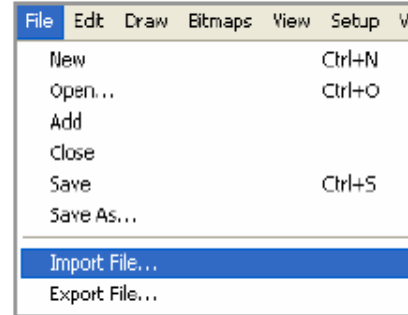 File Edit Draw Bitmaps View Setup
New Ctrl+N
Open... Ctrl+O
Add
Close
Save Ctrl+S
Save As...
Import File...
Export File...